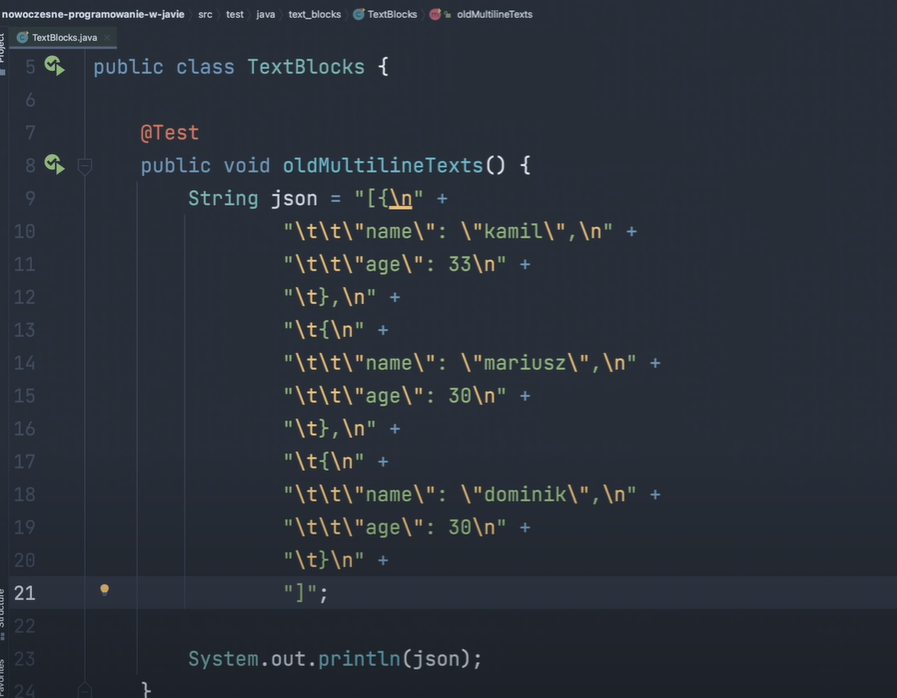 nowoczesne-programowanie-w-javie > src > test > java > text_blocks > TextBlocks > oldMultilineTexts
TextBlocks.java ×
Project
5 public class TextBlocks {
6
7 @Test
8 public void oldMultilineTexts() {
9 String json = "[{\n" +
10 "\t\t\"name\": \"kamil\",\n" +
11 "\t\t\"age\": 33\n" +
12 "\t},\n" +
13 "\t{\n" +
14 "\t\t\"name\": \"mariusz\",\n" +
15 "\t\t\"age\": 30\n" +
16 "\t},\n" +
17 "\t{\n" +
18 "\t\t\"name\": \"dominik\",\n" +
19 "\t\t\"age\": 30\n" +
20 "\t}\n" +
21 "]";
22
23 System.out.println(json);
24 }
Structure
Favorites